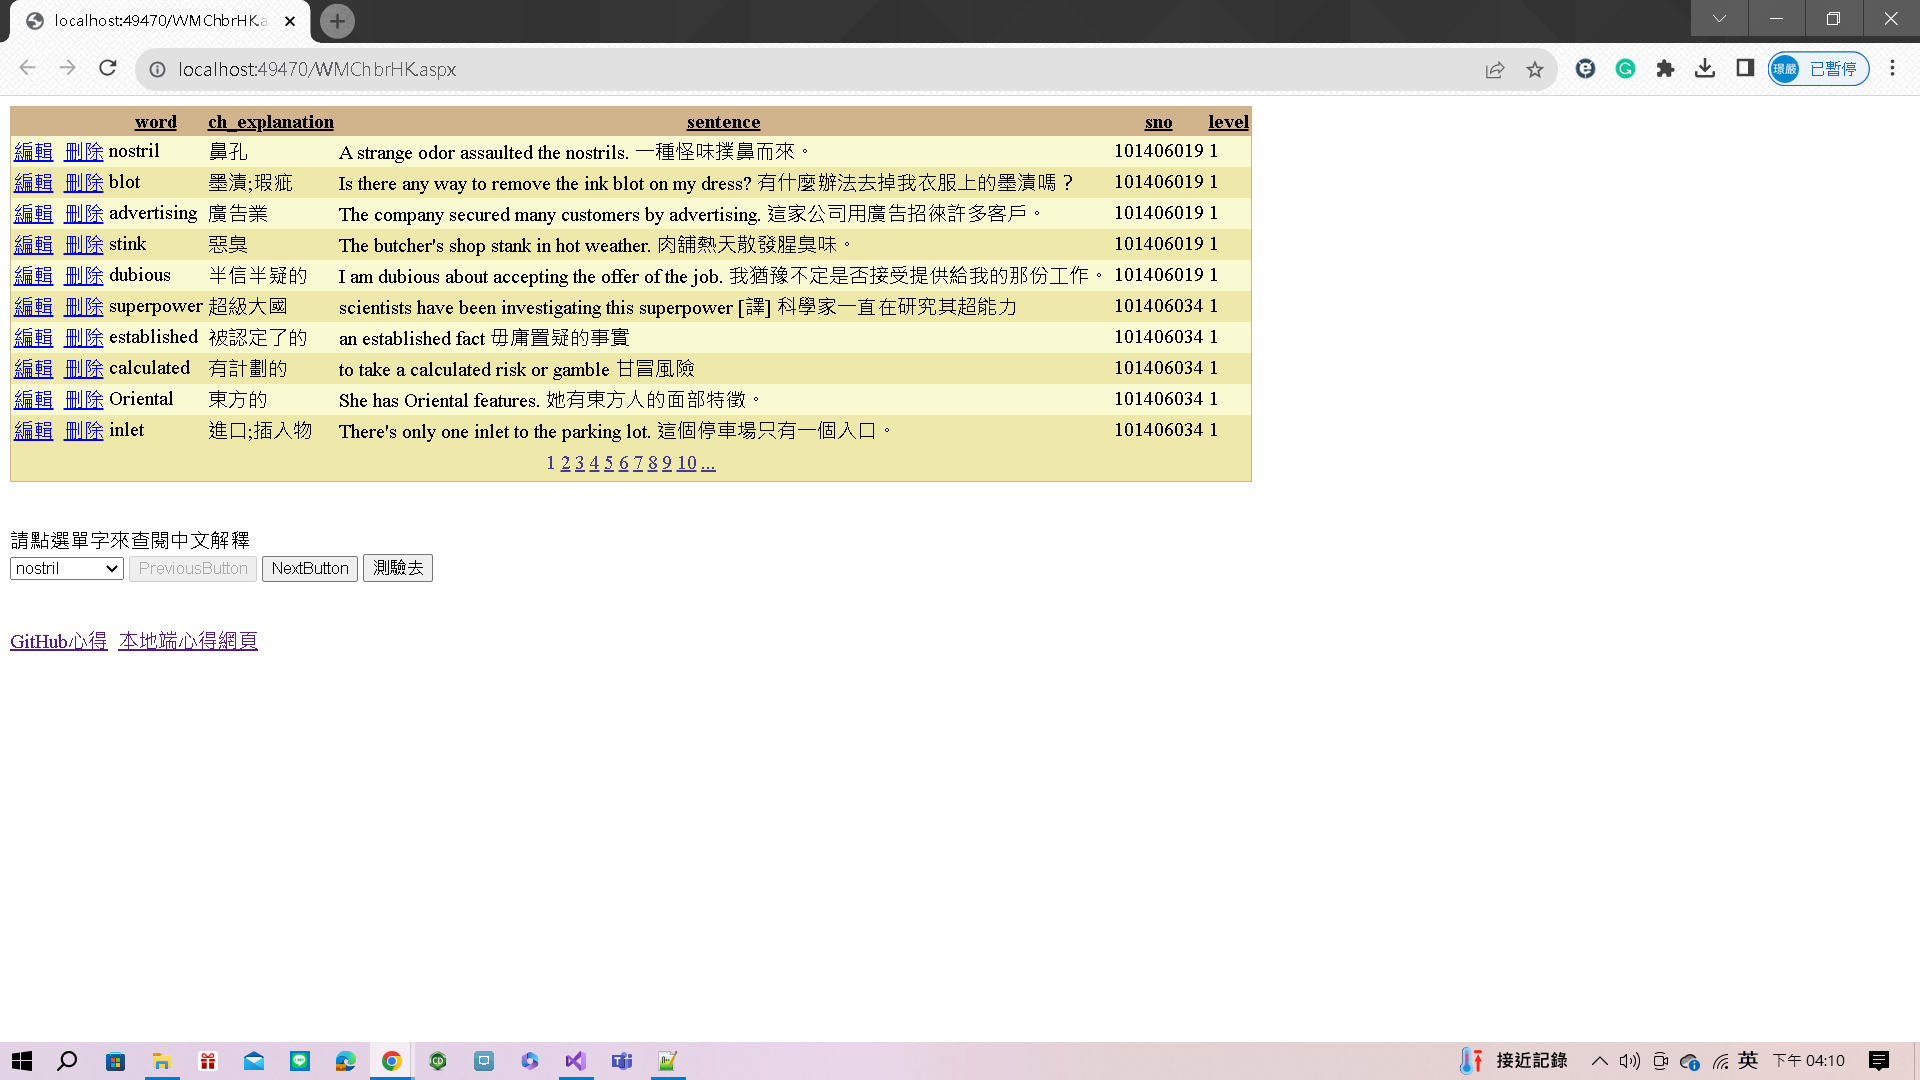 localhost:49470/WMChbrHK.a
localhost:49470/WMChbrHK.aspx
璟嚴 已暫停
word ch_explanation sentence sno level
編輯 刪除 nostril 鼻孔 A strange odor assaulted the nostrils. 一種怪味撲鼻而來。 101406019 1
編輯 刪除 blot 墨漬;瑕疵 Is there any way to remove the ink blot on my dress? 有什麼辦法去掉我衣服上的墨漬嗎？ 101406019 1
編輯 刪除 advertising 廣告業 The company secured many customers by advertising. 這家公司用廣告招徠許多客戶。 101406019 1
編輯 刪除 stink 惡臭 The butcher's shop stank in hot weather. 肉舖熱天散發腥臭味。 101406019 1
編輯 刪除 dubious 半信半疑的 I am dubious about accepting the offer of the job. 我猶豫不定是否接受提供給我的那份工作。 101406019 1
編輯 刪除 superpower 超級大國 scientists have been investigating this superpower [譯] 科學家一直在研究其超能力 101406034 1
編輯 刪除 established 被認定了的 an established fact 毋庸置疑的事實 101406034 1
編輯 刪除 calculated 有計劃的 to take a calculated risk or gamble 甘冒風險 101406034 1
編輯 刪除 Oriental 東方的 She has Oriental features. 她有東方人的面部特徵。 101406034 1
編輯 刪除 inlet 進口;插入物 There's only one inlet to the parking lot. 這個停車場只有一個入口。 101406034 1
1 2 3 4 5 6 7 8 9 10 ...
請點選單字來查閱中文解釋
nostril PreviousButton NextButton 測驗去
GitHub心得 本地端心得網頁
接近記錄 英 下午 04:10